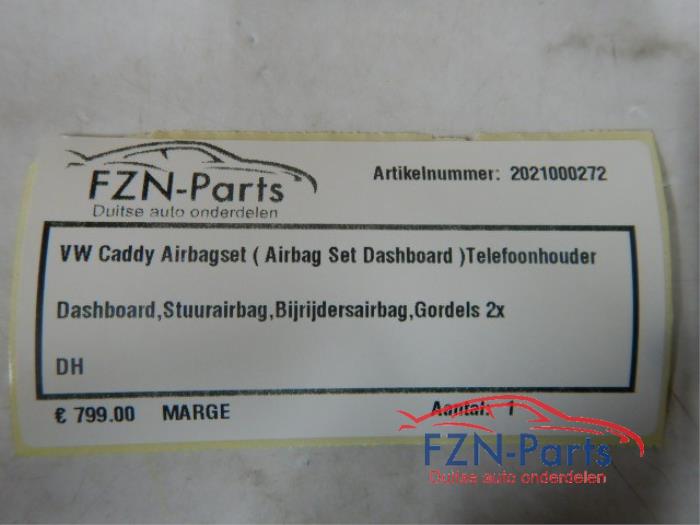 FZN-Parts
Duitse auto onderdelen
Artikelnummer: 2021000272
VW Caddy Airbagset ( Airbag Set Dashboard )Telefoonhouder
Dashboard,Stuurairbag,Bijrijdersairbag,Gordels 2x
DH
€ 799.00 MARGE Aantal: 1
FZN-Parts
Duitse auto onderdelen